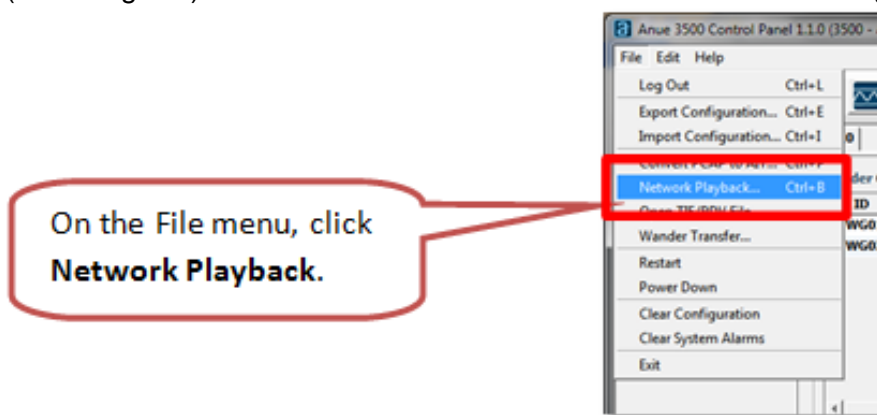 On the File menu, click
Network Playback.
Anue 3500 Control Panel 1.1.0 (3500 -
File Edit Help
Log Out Ctrl+L
Export Configuration... Ctrl+E
Import Configuration... Ctrl+I
Network Playback... Ctrl+B
ID
Wander Transfer...
Restart
Power Down
Clear Configuration
Clear System Alarms
Exit